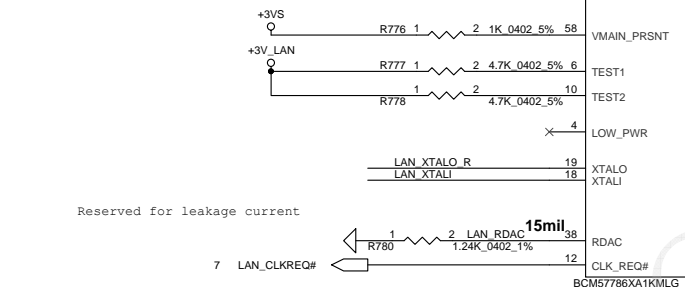 +3VS
R776 1 2 1K_0402_5% 58 VMAIN_PRSNT
+3V_LAN
R777 1 2 4.7K_0402_5% 6 TEST1
R778 1 2 4.7K_0402_5% 10 TEST2
4 LOW_PWR
LAN_XTALO_R 19 XTALO
LAN_XTALI 18 XTALI
Reserved for leakage current
15mil
R780 1 2 LAN_RDAC 1.24K_0402_1% 38 RDAC
7 LAN_CLKREQ# 12 CLK_REQ#
BCM57786XA1KMLG